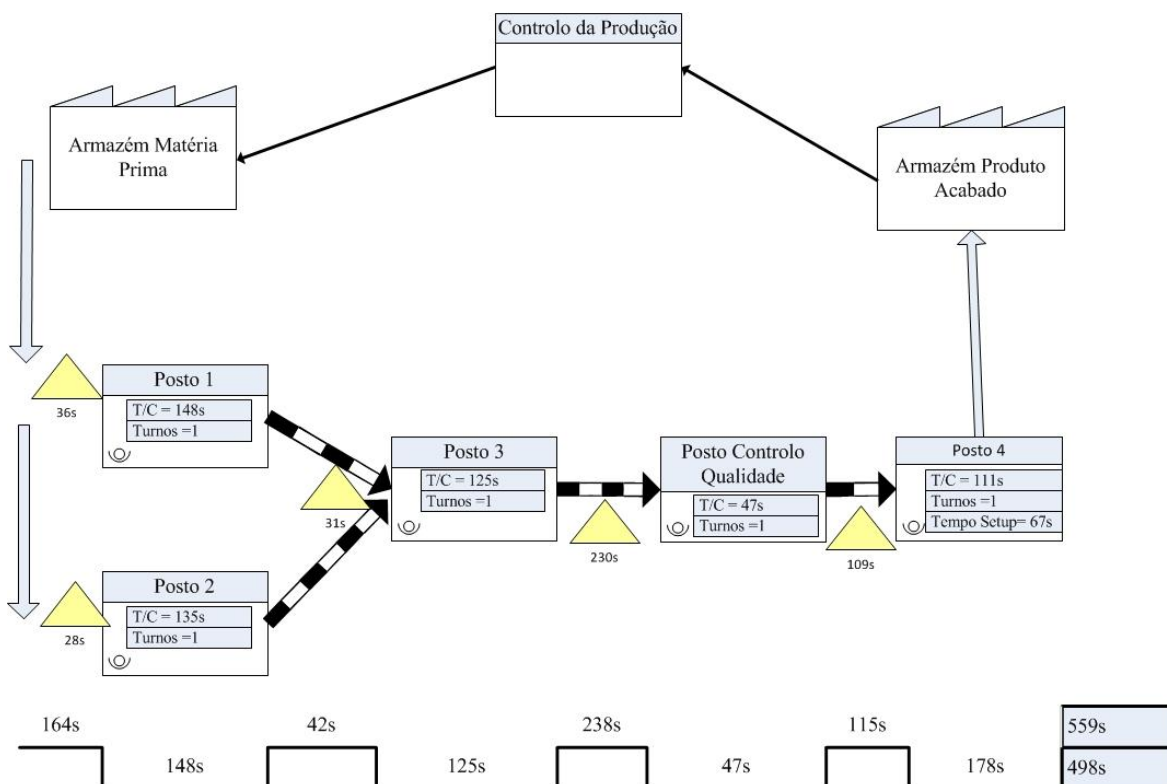 Controlo da Produção
Armazém Matéria
Prima
Armazém Produto
Acabado
Posto 1
T/C = 148s
Turnos =1
36s
Posto 2
T/C = 135s
Turnos =1
28s
31s
Posto 3
T/C = 125s
Turnos =1
230s
Posto Controlo
Qualidade
T/C = 47s
Turnos =1
109s
Posto 4
T/C = 111s
Turnos =1
Tempo Setup= 67s
164s
42s
238s
115s
559s
148s
125s
47s
178s
498s